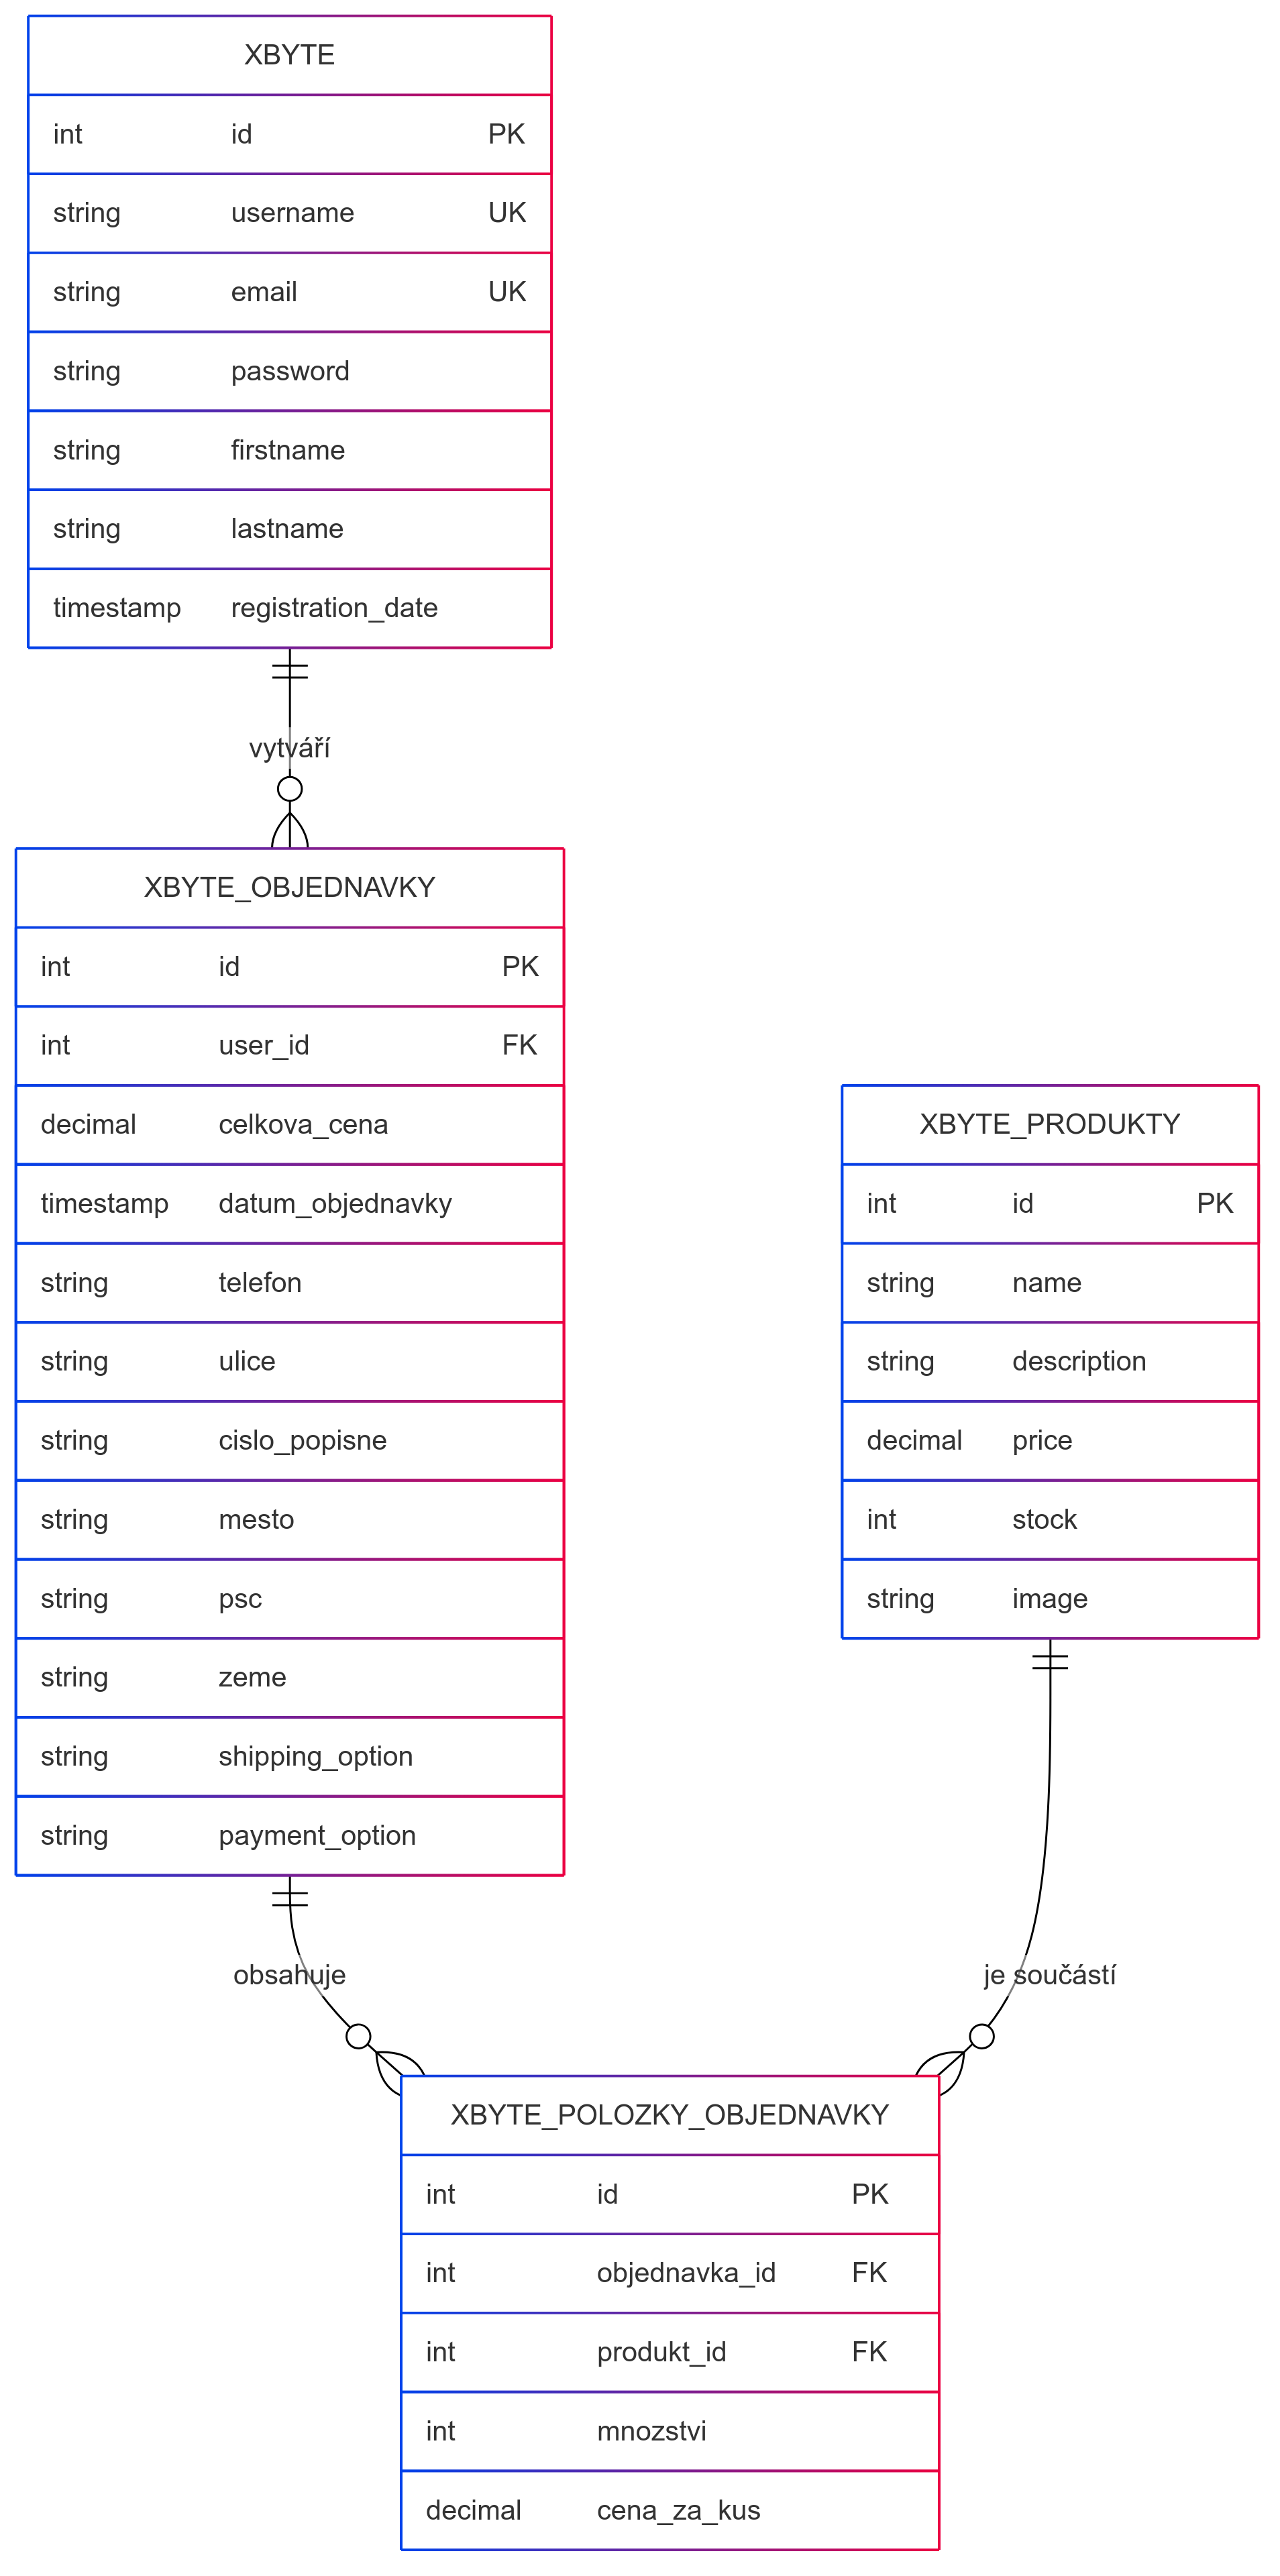 XBYTE
int id PK
string username UK
string email UK
string password
string firstname
string lastname
timestamp registration_date
vytváří
XBYTE_OBJEDNAVKY
int id PK
int user_id FK
decimal celkova_cena
timestamp datum_objednavky
string telefon
string ulice
string cislo_popisne
string mesto
string psc
string zeme
string shipping_option
string payment_option
XBYTE_PRODUKTY
int id PK
string name
string description
decimal price
int stock
string image
obsahuje
je součástí
XBYTE_POLOZKY_OBJEDNAVKY
int id PK
int objednavka_id FK
int produkt_id FK
int mnozstvi
decimal cena_za_kus